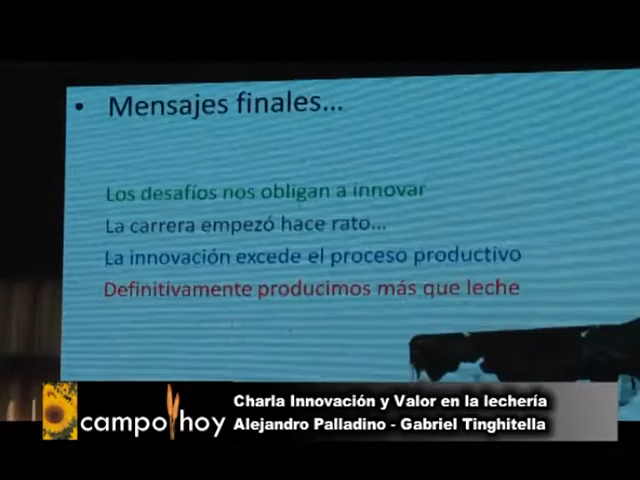 • Mensajes finales...
Los desafíos nos obligan a innovar
La carrera empezó hace rato...
La innovación excede el proceso productivo
Definitivamente producimos más que leche
campo hoy
Charla Innovación y Valor en la lechería
Alejandro Palladino - Gabriel Tinghitella